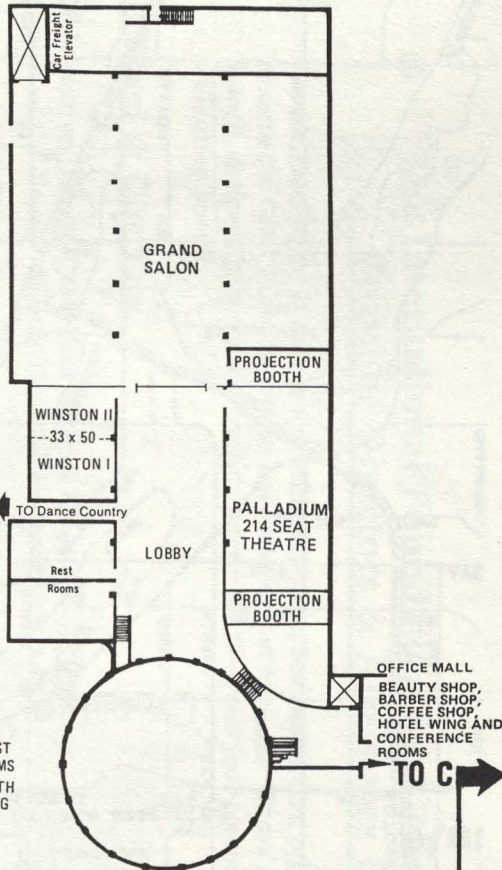 Car Freight
Elevator
GRAND
SALON
PROJECTION
BOOTH
WINSTON II
33 x 50
WINSTON I
TO Dance Country
PALLADIUM
214 SEAT
THEATRE
LOBBY
Rest
Rooms
PROJECTION
BOOTH
OFFICE MALL
BEAUTY SHOP,
BARBER SHOP,
COFFEE SHOP,
HOTEL WING AND
CONFERENCE
ROOMS
TO C